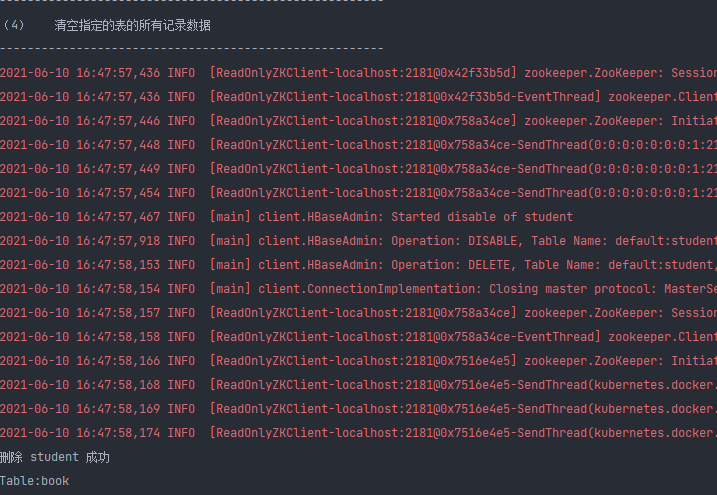 ------------------------------------------------------
（4）    清空指定的表的所有记录数据
------------------------------------------------------
2021-06-10 16:47:57,436 INFO  [ReadOnlyZKClient-localhost:2181@0x42f33b5d] zookeeper.ZooKeeper: Session
2021-06-10 16:47:57,436 INFO  [ReadOnlyZKClient-localhost:2181@0x42f33b5d-EventThread] zookeeper.Client
2021-06-10 16:47:57,446 INFO  [ReadOnlyZKClient-localhost:2181@0x758a34ce] zookeeper.ZooKeeper: Initiat
2021-06-10 16:47:57,448 INFO  [ReadOnlyZKClient-localhost:2181@0x758a34ce-SendThread(0:0:0:0:0:0:0:1:21
2021-06-10 16:47:57,449 INFO  [ReadOnlyZKClient-localhost:2181@0x758a34ce-SendThread(0:0:0:0:0:0:0:1:21
2021-06-10 16:47:57,454 INFO  [ReadOnlyZKClient-localhost:2181@0x758a34ce-SendThread(0:0:0:0:0:0:0:1:21
2021-06-10 16:47:57,467 INFO  [main] client.HBaseAdmin: Started disable of student
2021-06-10 16:47:57,918 INFO  [main] client.HBaseAdmin: Operation: DISABLE, Table Name: default:student
2021-06-10 16:47:58,153 INFO  [main] client.HBaseAdmin: Operation: DELETE, Table Name: default:student,
2021-06-10 16:47:58,154 INFO  [main] client.ConnectionImplementation: Closing master protocol: MasterSe
2021-06-10 16:47:58,157 INFO  [ReadOnlyZKClient-localhost:2181@0x758a34ce] zookeeper.ZooKeeper: Session
2021-06-10 16:47:58,158 INFO  [ReadOnlyZKClient-localhost:2181@0x758a34ce-EventThread] zookeeper.Client
2021-06-10 16:47:58,166 INFO  [ReadOnlyZKClient-localhost:2181@0x7516e4e5] zookeeper.ZooKeeper: Initiat
2021-06-10 16:47:58,168 INFO  [ReadOnlyZKClient-localhost:2181@0x7516e4e5-SendThread(kubernetes.docker.
2021-06-10 16:47:58,169 INFO  [ReadOnlyZKClient-localhost:2181@0x7516e4e5-SendThread(kubernetes.docker.
2021-06-10 16:47:58,174 INFO  [ReadOnlyZKClient-localhost:2181@0x7516e4e5-SendThread(kubernetes.docker.
删除 student 成功
Table:book